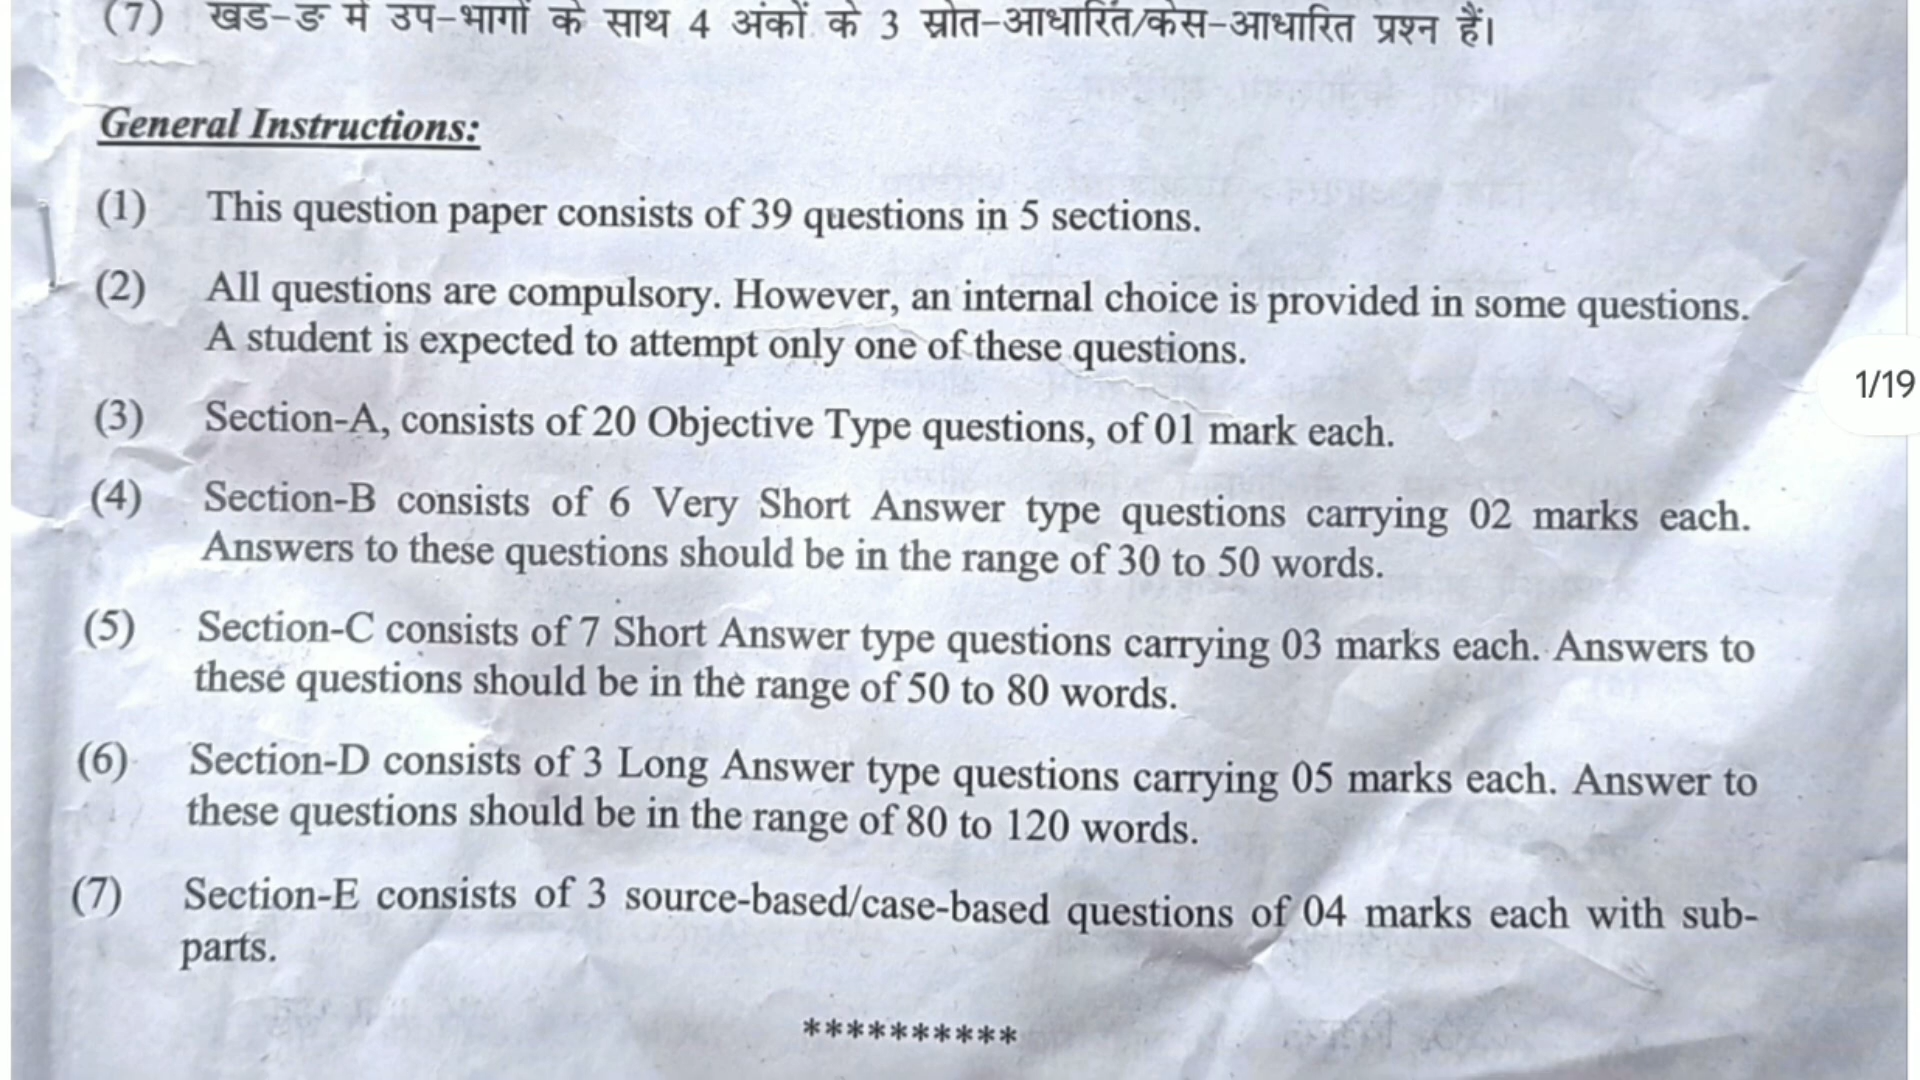 (7) खंड-ङ में उप-भागों के साथ 4 अंकों के 3 स्रोत-आधारित/केस-आधारित प्रश्न हैं।
General Instructions:
(1) This question paper consists of 39 questions in 5 sections.
(2) All questions are compulsory. However, an internal choice is provided in some questions.
A student is expected to attempt only one of these questions.
1/19
(3) Section-A, consists of 20 Objective Type questions, of 01 mark each.
(4) Section-B consists of 6 Very Short Answer type questions carrying 02 marks each.
Answers to these questions should be in the range of 30 to 50 words.
(5) Section-C consists of 7 Short Answer type questions carrying 03 marks each. Answers to
these questions should be in the range of 50 to 80 words.
(6) Section-D consists of 3 Long Answer type questions carrying 05 marks each. Answer to
these questions should be in the range of 80 to 120 words.
(7) Section-E consists of 3 source-based/case-based questions of 04 marks each with sub-
parts.
**********